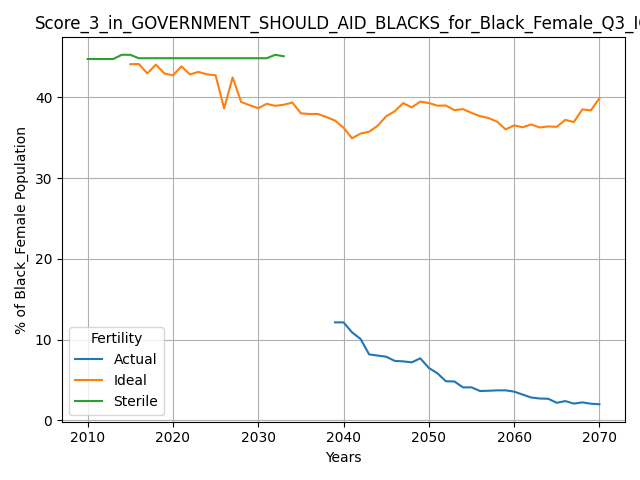 Score_3_in_GOVERNMENT_SHOULD_AID_BLACKS_for_Black_Female_Q3_I
% of Black_Female Population
40
30
20
10
0
Fertility
Actual
Ideal
Sterile
2010 2020 2030 2040 2050 2060 2070
Years